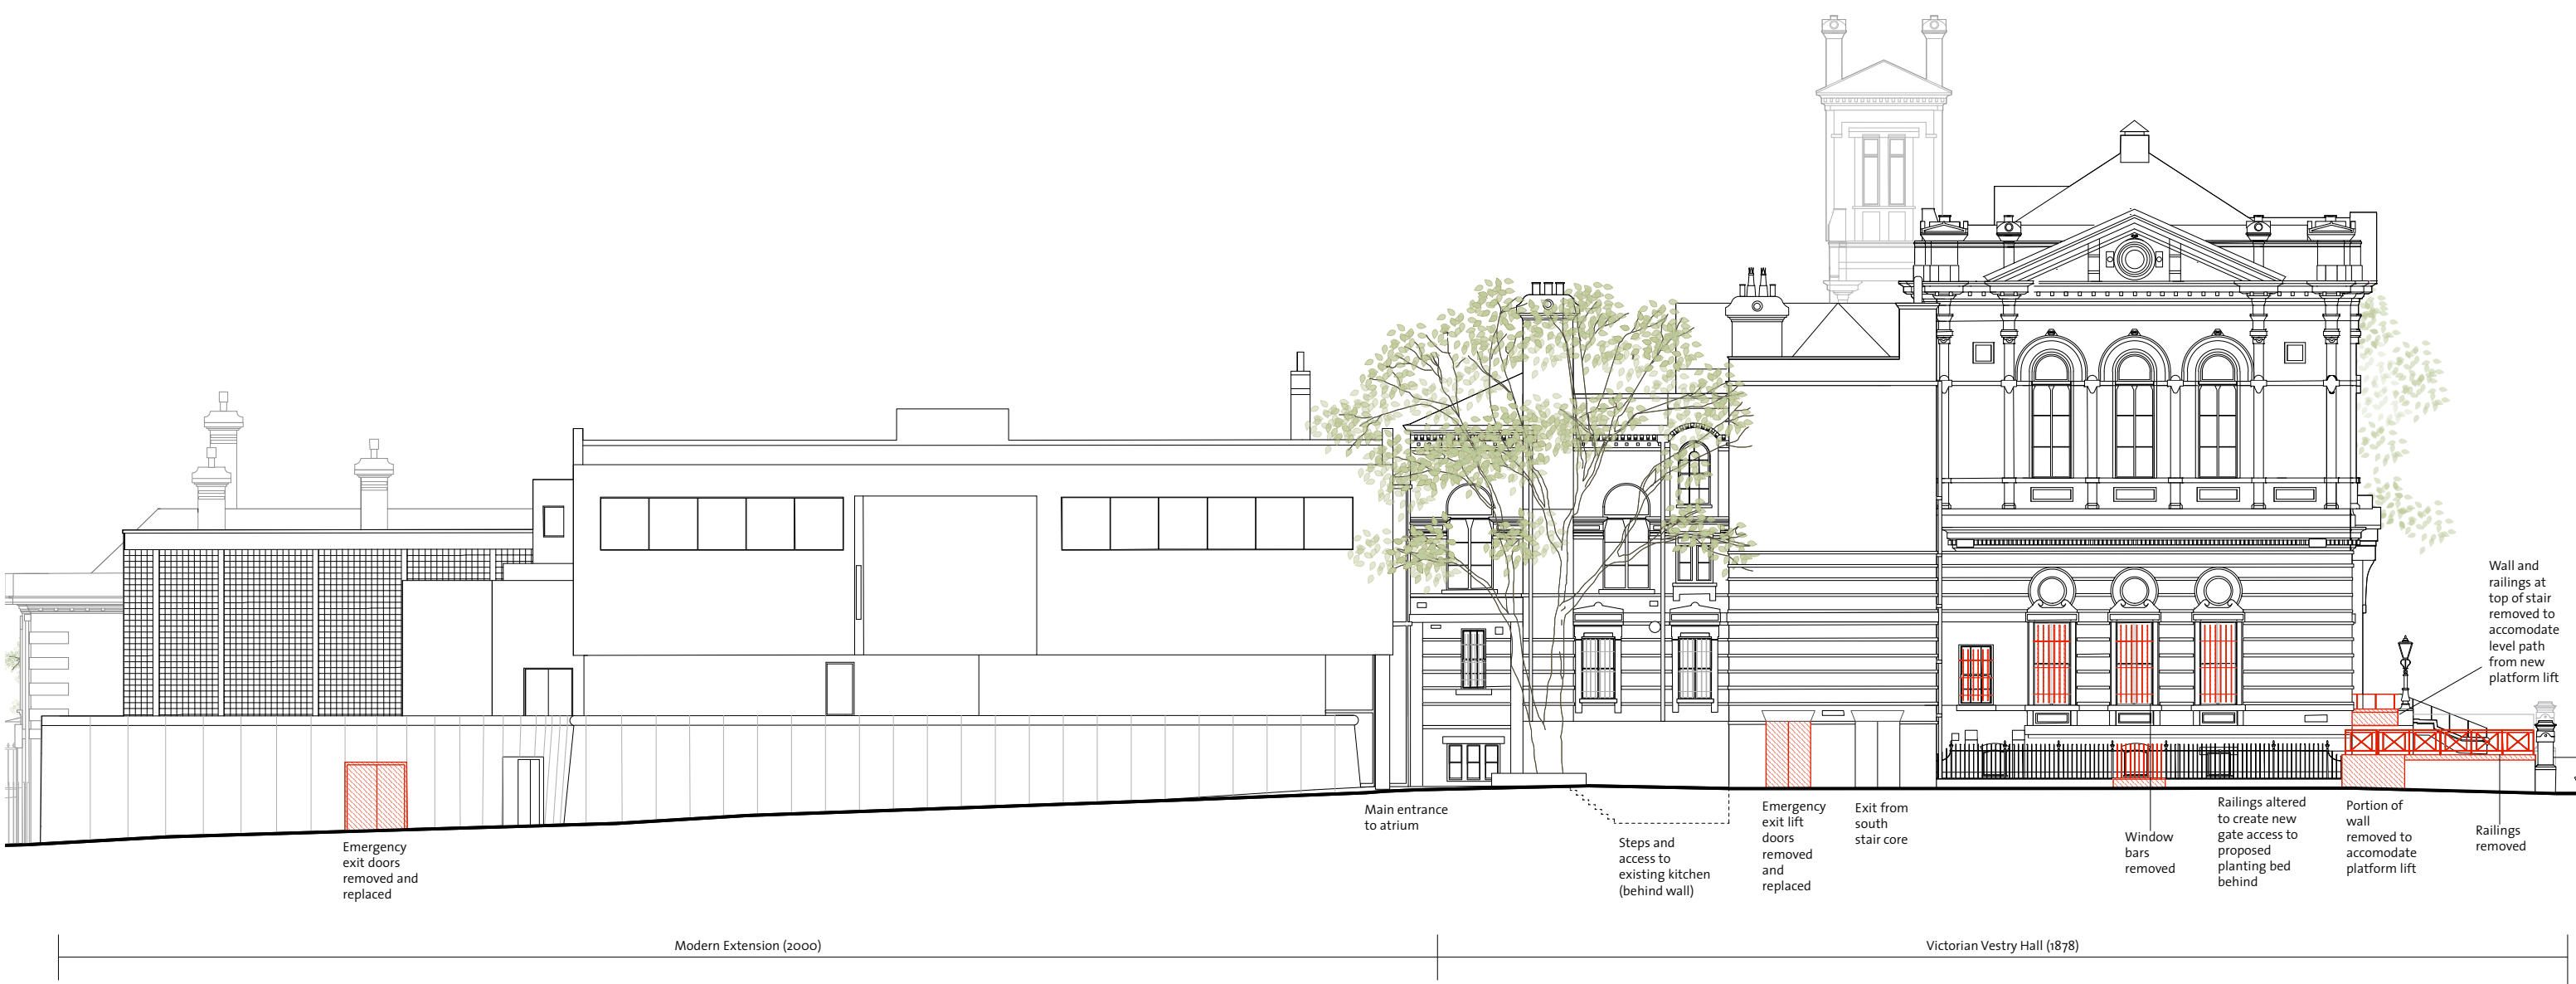 Wall and
railings at
top of stair
removed to
accomodate
level path
from new
platform lift
Main entrance
to atrium
Emergency
exit lift
doors
removed
and
replaced
Exit from
south
stair core
Railings altered
to create new
gate access to
proposed
planting bed
behind
Portion of
wall
removed to
accomodate
platform lift
Railings
removed
Window
bars
removed
Steps and
access to
existing kitchen
(behind wall)
Emergency
exit doors
removed and
replaced
Modern Extension (2000)
Victorian Vestry Hall (1878)